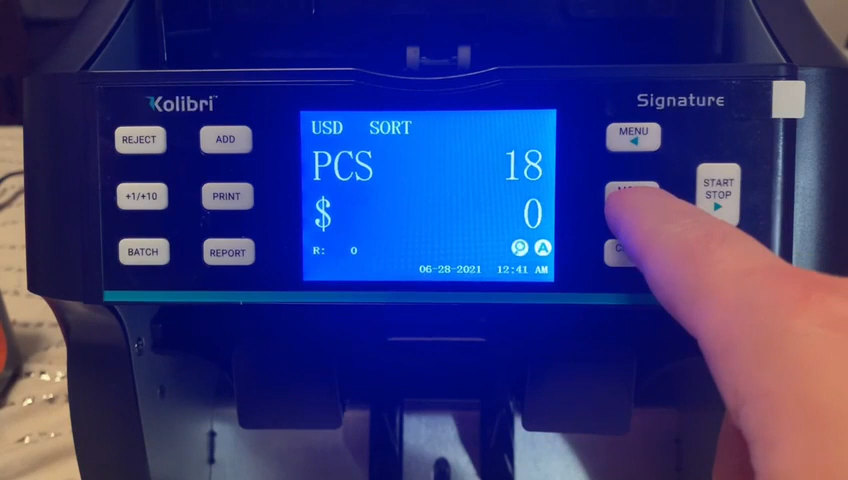 Kolibri™
Signature
REJECT
ADD
+1/+10
PRINT
BATCH
REPORT
USD SORT
PCS 18
$ 0
R: 0
A
06-28-2021 12:41 AM
MENU
START
STOP